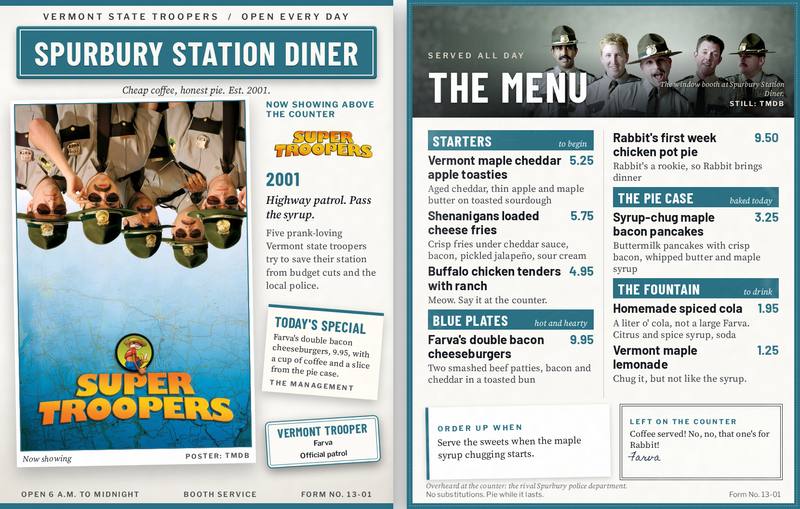 VERMONT STATE TROOPERS / OPEN EVERY DAY
SPURBURY STATION DINER
Cheap coffee, honest pie. Est. 2001.
NOW SHOWING ABOVE
THE COUNTER
SUPER
TROOPERS
2001
Highway patrol. Pass
the syrup.
Five prank-loving
Vermont state troopers
try to save their station
from budget cuts and the
local police.
TODAY'S SPECIAL
Farva's double bacon
cheeseburgers, 9.95, with
a cup of coffee and a slice
from the pie case.
THE MANAGEMENT
VERMONT TROOPER
Farva
Official patrol
SUPER
TROOPERS
Now showing
POSTER: TMDB
OPEN 6 A.M. TO MIDNIGHT
BOOTH SERVICE
FORM NO. 13-01
SERVED ALL DAY
THE MENU
The window booth at Spurbury Station
Diner.
STILL: TMDB
STARTERS to begin
Vermont maple cheddar 5.25
apple toasties
Aged cheddar, thin apple and maple
butter on toasted sourdough
Shenanigans loaded 5.75
cheese fries
Crisp fries under cheddar sauce,
bacon, pickled jalapeño, sour cream
Buffalo chicken tenders 4.95
with ranch
Meow. Say it at the counter.
BLUE PLATES hot and hearty
Farva's double bacon 9.95
cheeseburgers
Two smashed beef patties, bacon and
cheddar in a toasted bun
Rabbit's first week 9.50
chicken pot pie
Rabbit's a rookie, so Rabbit brings
dinner
THE PIE CASE baked today
Syrup-chug maple 3.25
bacon pancakes
Buttermilk pancakes with crisp
bacon, whipped butter and maple
syrup
THE FOUNTAIN to drink
Homemade spiced cola 1.95
A liter o' cola, not a large Farva.
Citrus and spice syrup, soda
Vermont maple 1.25
lemonade
Chug it, but not like the syrup.
ORDER UP WHEN
Serve the sweets when the maple
syrup chugging starts.
LEFT ON THE COUNTER
Coffee served! No, no, that one's for
Rabbit!
Farva
Overheard at the counter: the rival Spurbury police department.
No substitutions. Pie while it lasts.
Form No. 13-01